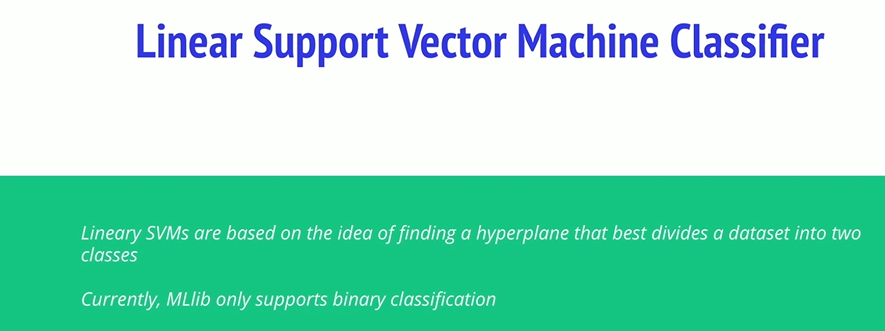 Linear Support Vector Machine Classifier
Lineary SVMs are based on the idea of finding a hyperplane that best divides a dataset into two
classes
Currently, MLlib only supports binary classification